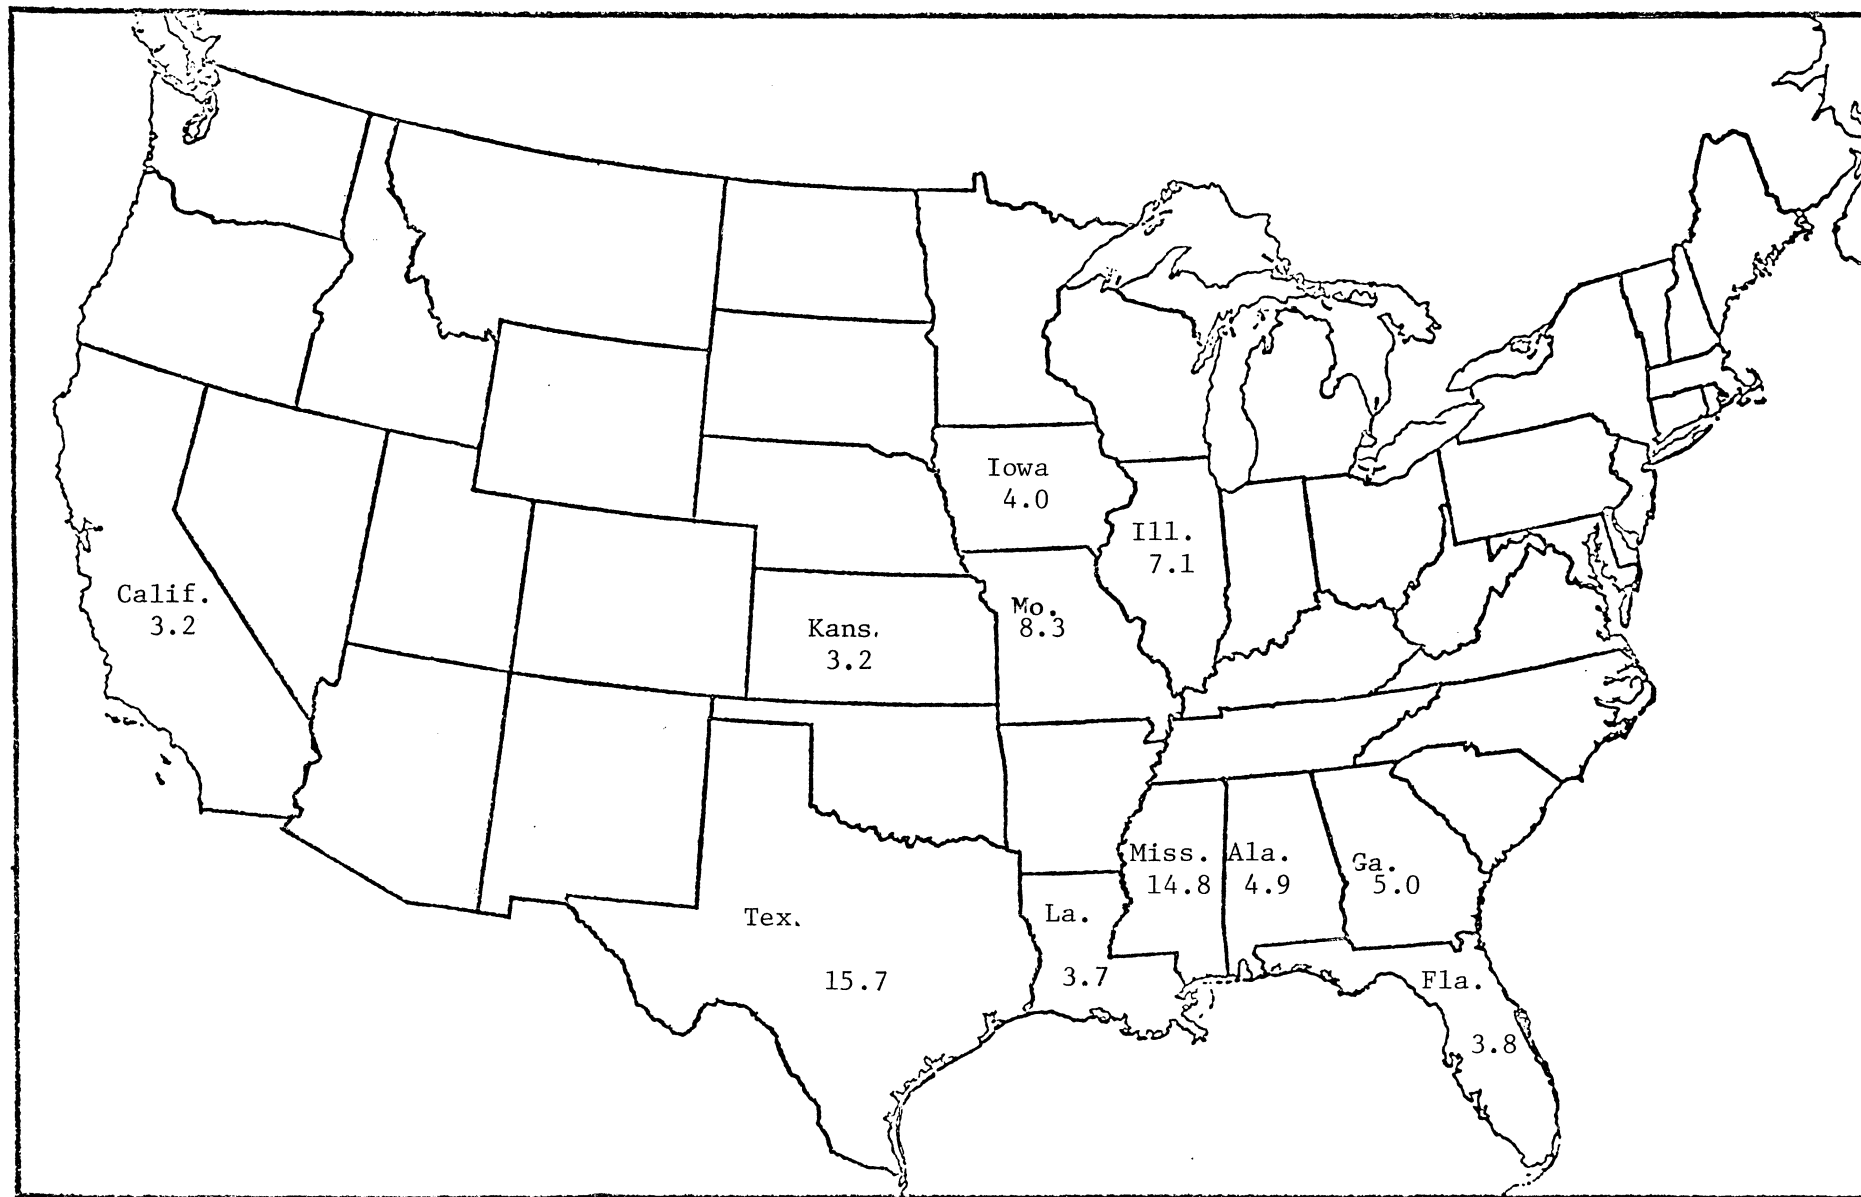 Iowa
4.0
Ill.
7.1
Calif.
3.2
Mo.
8.3
Kans.
3.2
Miss.
14.8
Ala.
4.9
Ga.
5.0
Tex.
15.7
La.
3.7
Fla.
3.8